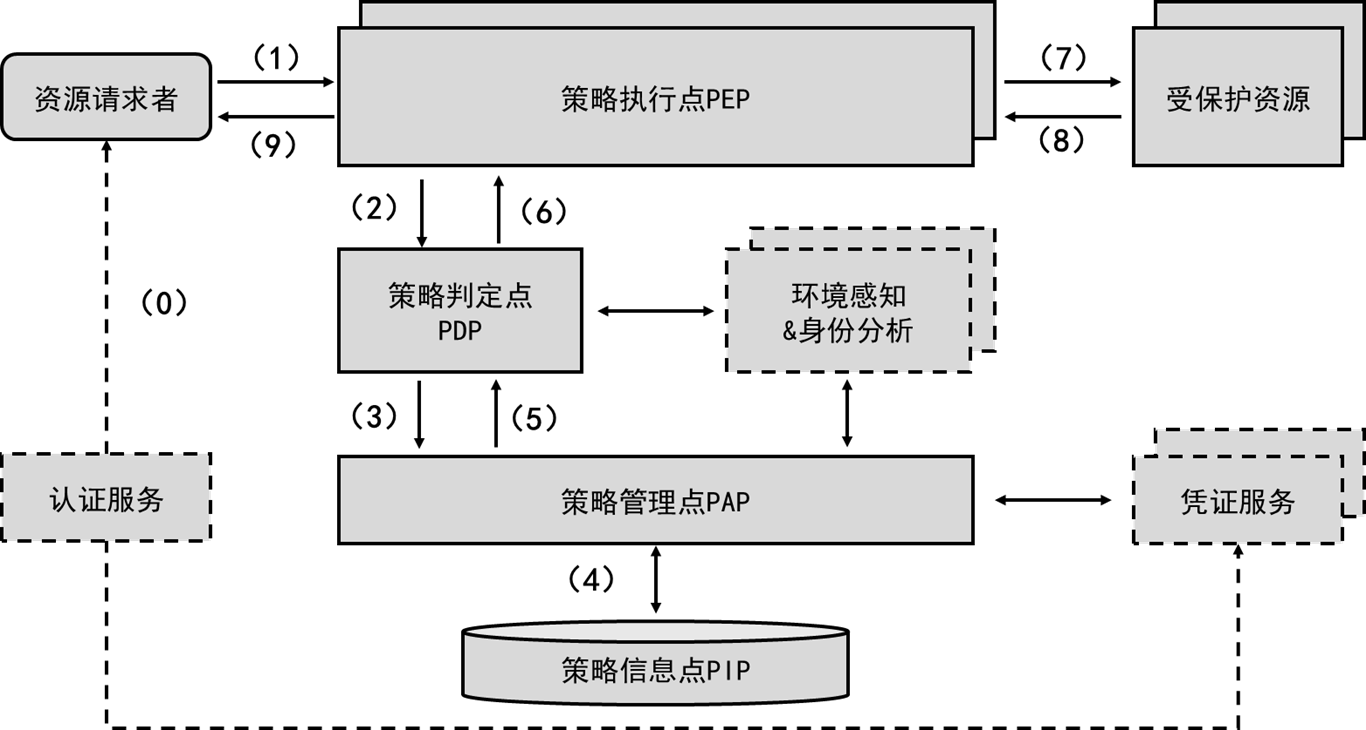 （1）
（7）
资源请求者
策略执行点PEP
受保护资源
（9）
（8）
（2）
（6）
（0）
策略判定点
PDP
环境感知
&身份分析
（3）
（5）
认证服务
策略管理点PAP
凭证服务
（4）
策略信息点PIP